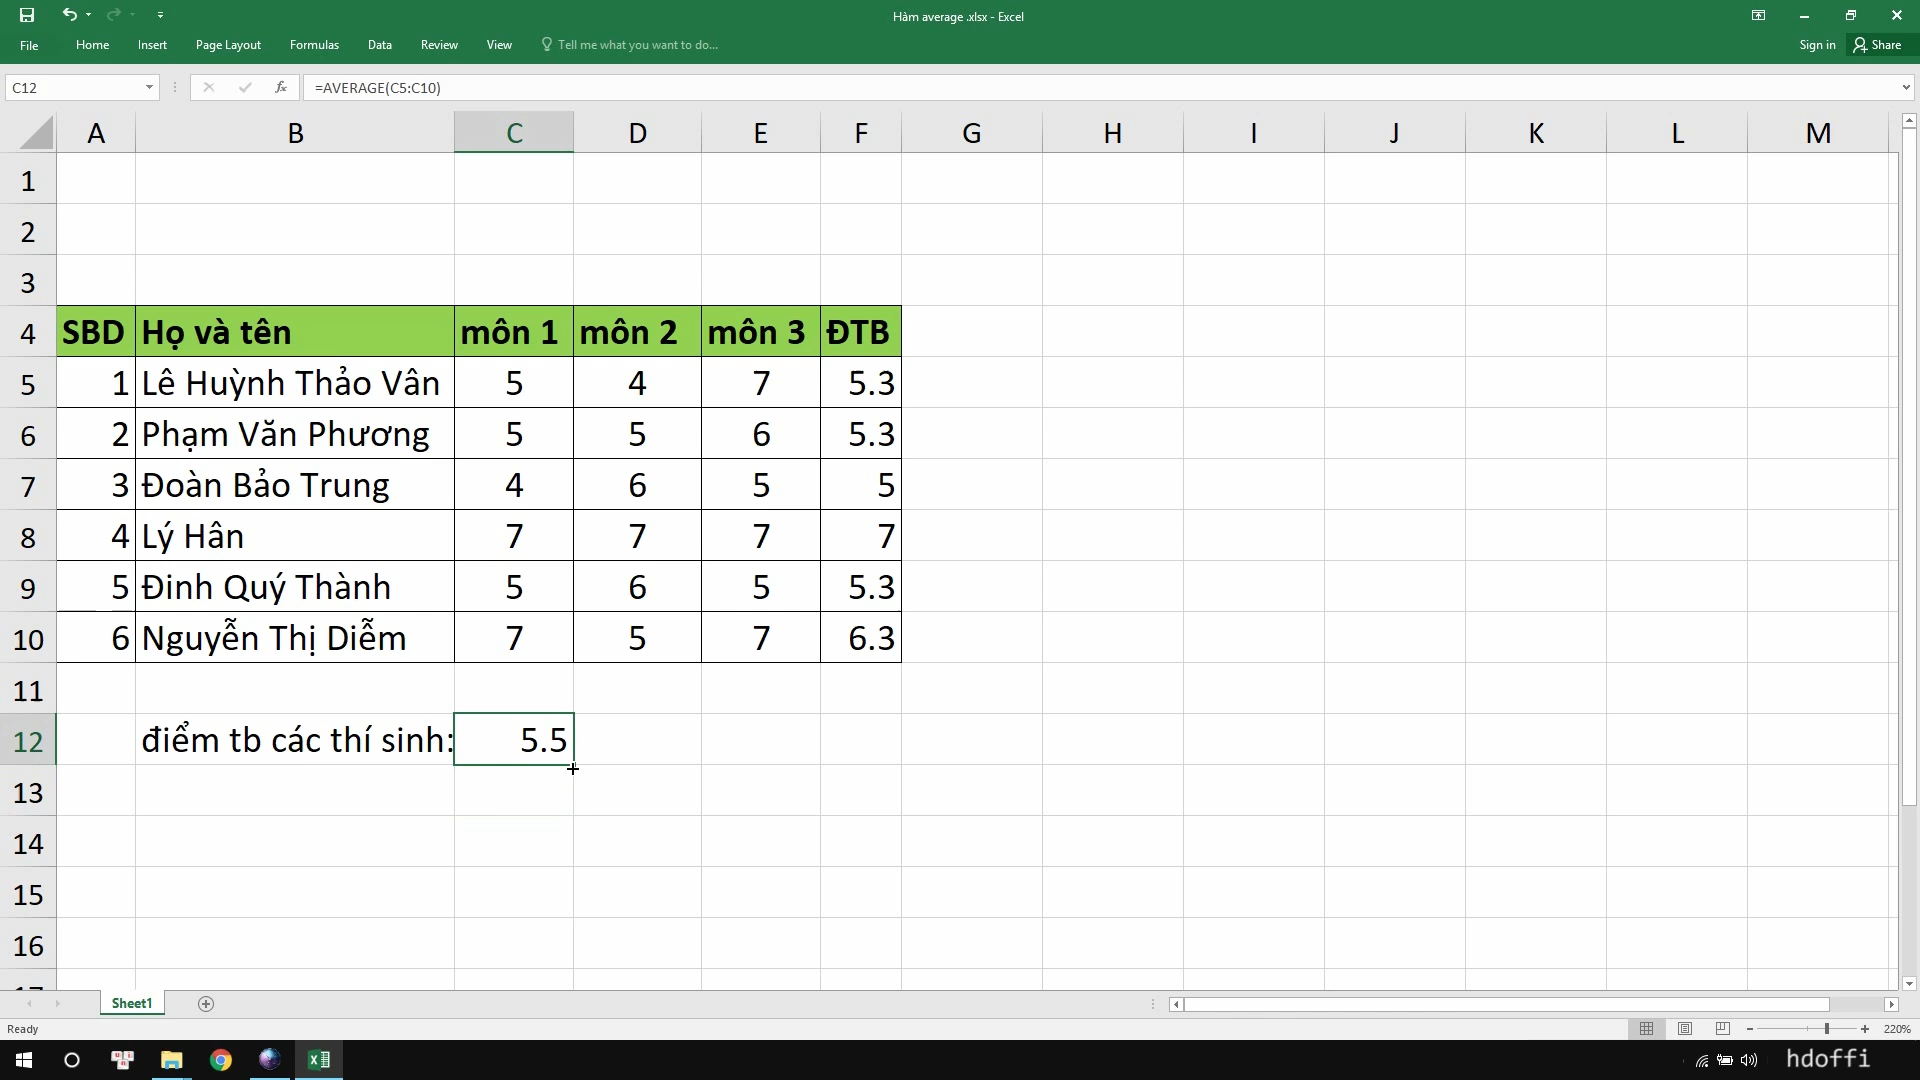 Hàm average .xlsx - Excel
File Home Insert Page Layout Formulas Data Review View Tell me what you want to do... Sign in Share
C12 fx =AVERAGE(C5:C10)
A B C D E F G H I J K L M
1
2
3
4 SBD Họ và tên môn 1 môn 2 môn 3 ĐTB
5 1 Lê Huỳnh Thảo Vân 5 4 7 5.3
6 2 Phạm Văn Phương 5 5 6 5.3
7 3 Đoàn Bảo Trung 4 6 5 5
8 4 Lý Hân 7 7 7 7
9 5 Đinh Quý Thành 5 6 5 5.3
10 6 Nguyễn Thị Diễm 7 5 7 6.3
11
12 điểm tb các thí sinh: 5.5
13
14
15
16
17
Sheet1
Ready 220%
hdoffi